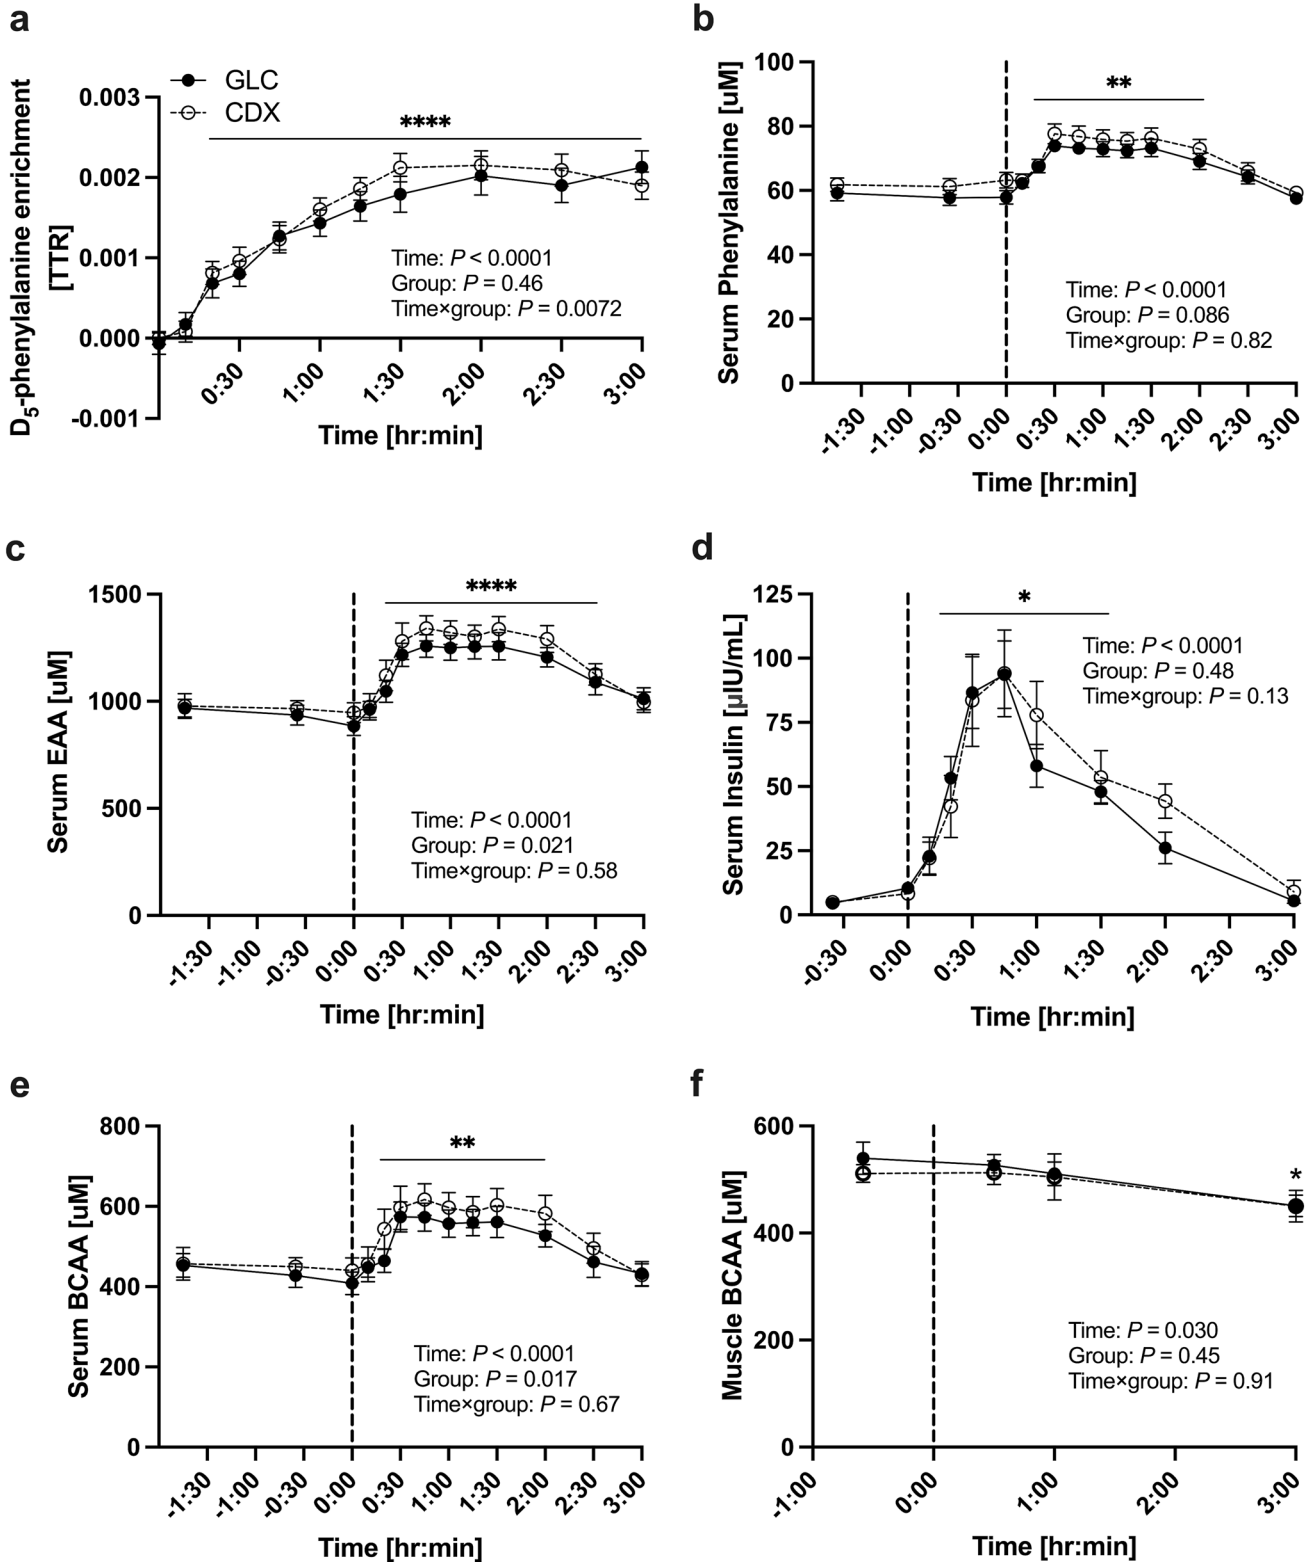 a
GLC
CDX
D5-phenylalanine enrichment
[TTR]
0.003
0.002
0.001
0.000
-0.001
****
Time: P < 0.0001
Group: P = 0.46
Time×group: P = 0.0072
0:30 1:00 1:30 2:00 2:30 3:00
Time [hr:min]
b
Serum Phenylalanine [uM]
100
80
60
40
20
0
**
Time: P < 0.0001
Group: P = 0.086
Time×group: P = 0.82
-1:30 -1:00 -0:30 0:00 0:30 1:00 1:30 2:00 2:30 3:00
Time [hr:min]
c
Serum EAA [uM]
1500
1000
500
0
****
Time: P < 0.0001
Group: P = 0.021
Time×group: P = 0.58
-1:30 -1:00 -0:30 0:00 0:30 1:00 1:30 2:00 2:30 3:00
Time [hr:min]
d
Serum Insulin [µIU/mL]
125
100
75
50
25
0
*
Time: P < 0.0001
Group: P = 0.48
Time×group: P = 0.13
-0:30 0:00 0:30 1:00 1:30 2:00 2:30 3:00
Time [hr:min]
e
Serum BCAA [uM]
800
600
400
200
0
**
Time: P < 0.0001
Group: P = 0.017
Time×group: P = 0.67
-1:30 -1:00 -0:30 0:00 0:30 1:00 1:30 2:00 2:30 3:00
Time [hr:min]
f
Muscle BCAA [uM]
600
400
200
0
*
Time: P = 0.030
Group: P = 0.45
Time×group: P = 0.91
-1:00 0:00 1:00 2:00 3:00
Time [hr:min]